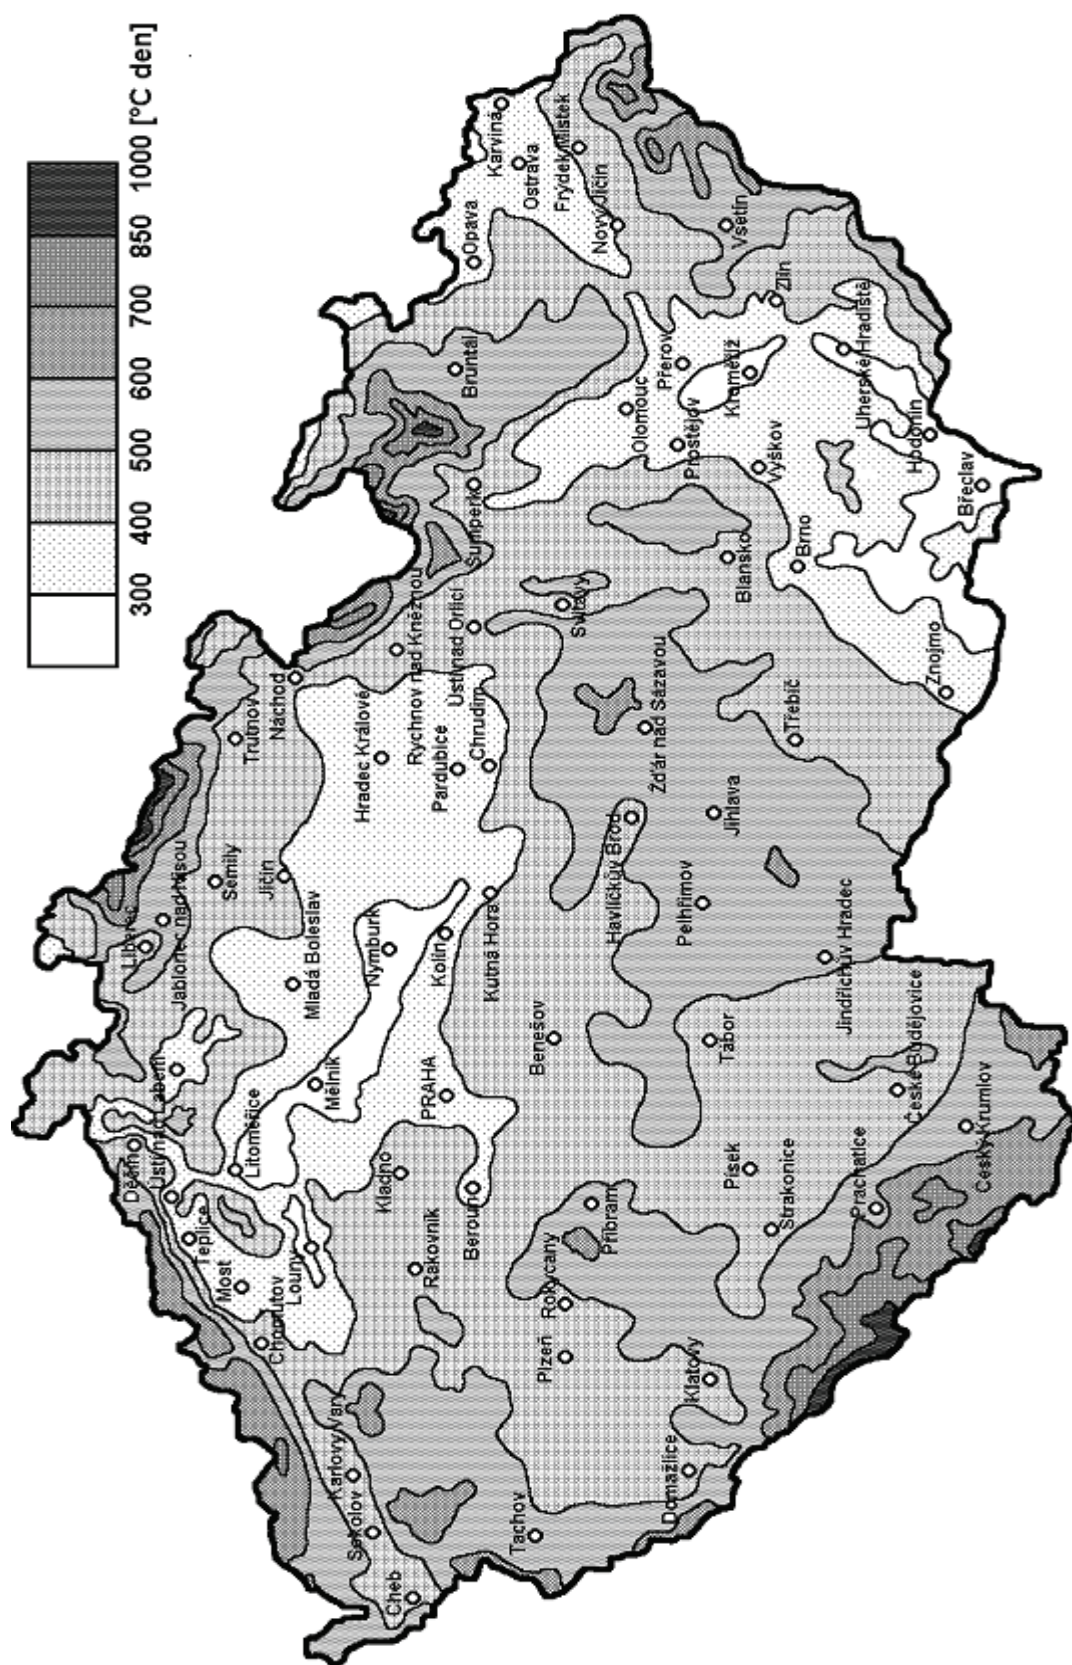 300 400 500 600 700 850 1000 [°C den]
Cheb
Sokolov
Karlovy Vary
Chomutov
Most
Teplice
Ústí nad Labem
Děčín
Louny
Litoměřice
Liberec
Jablonec nad Nisou
Semily
Jičín
Trutnov
Náchod
Mladá Boleslav
Mělník
Nymburk
Kolín
Hradec Králové
Pardubice
Chrudim
Rychnov nad Kněžnou
Ústí nad Orlicí
Kutná Hora
PRAHA
Kladno
Rakovník
Beroun
Benešov
Příbram
Rokycany
Plzeň
Tachov
Domažlice
Klatovy
Písek
Strakonice
Prachatice
Český Krumlov
České Budějovice
Tábor
Jindřichův Hradec
Pelhřimov
Havlíčkův Brod
Jihlava
Žďár nad Sázavou
Třebíč
Svitavy
Šumperk
Bruntál
Opava
Ostrava
Karviná
Frýdek Místek
Nový Jičín
Vsetín
Zlín
Přerov
Olomouc
Prostějov
Kroměříž
Vyškov
Uherské Hradiště
Hodonín
Břeclav
Brno
Blansko
Znojmo